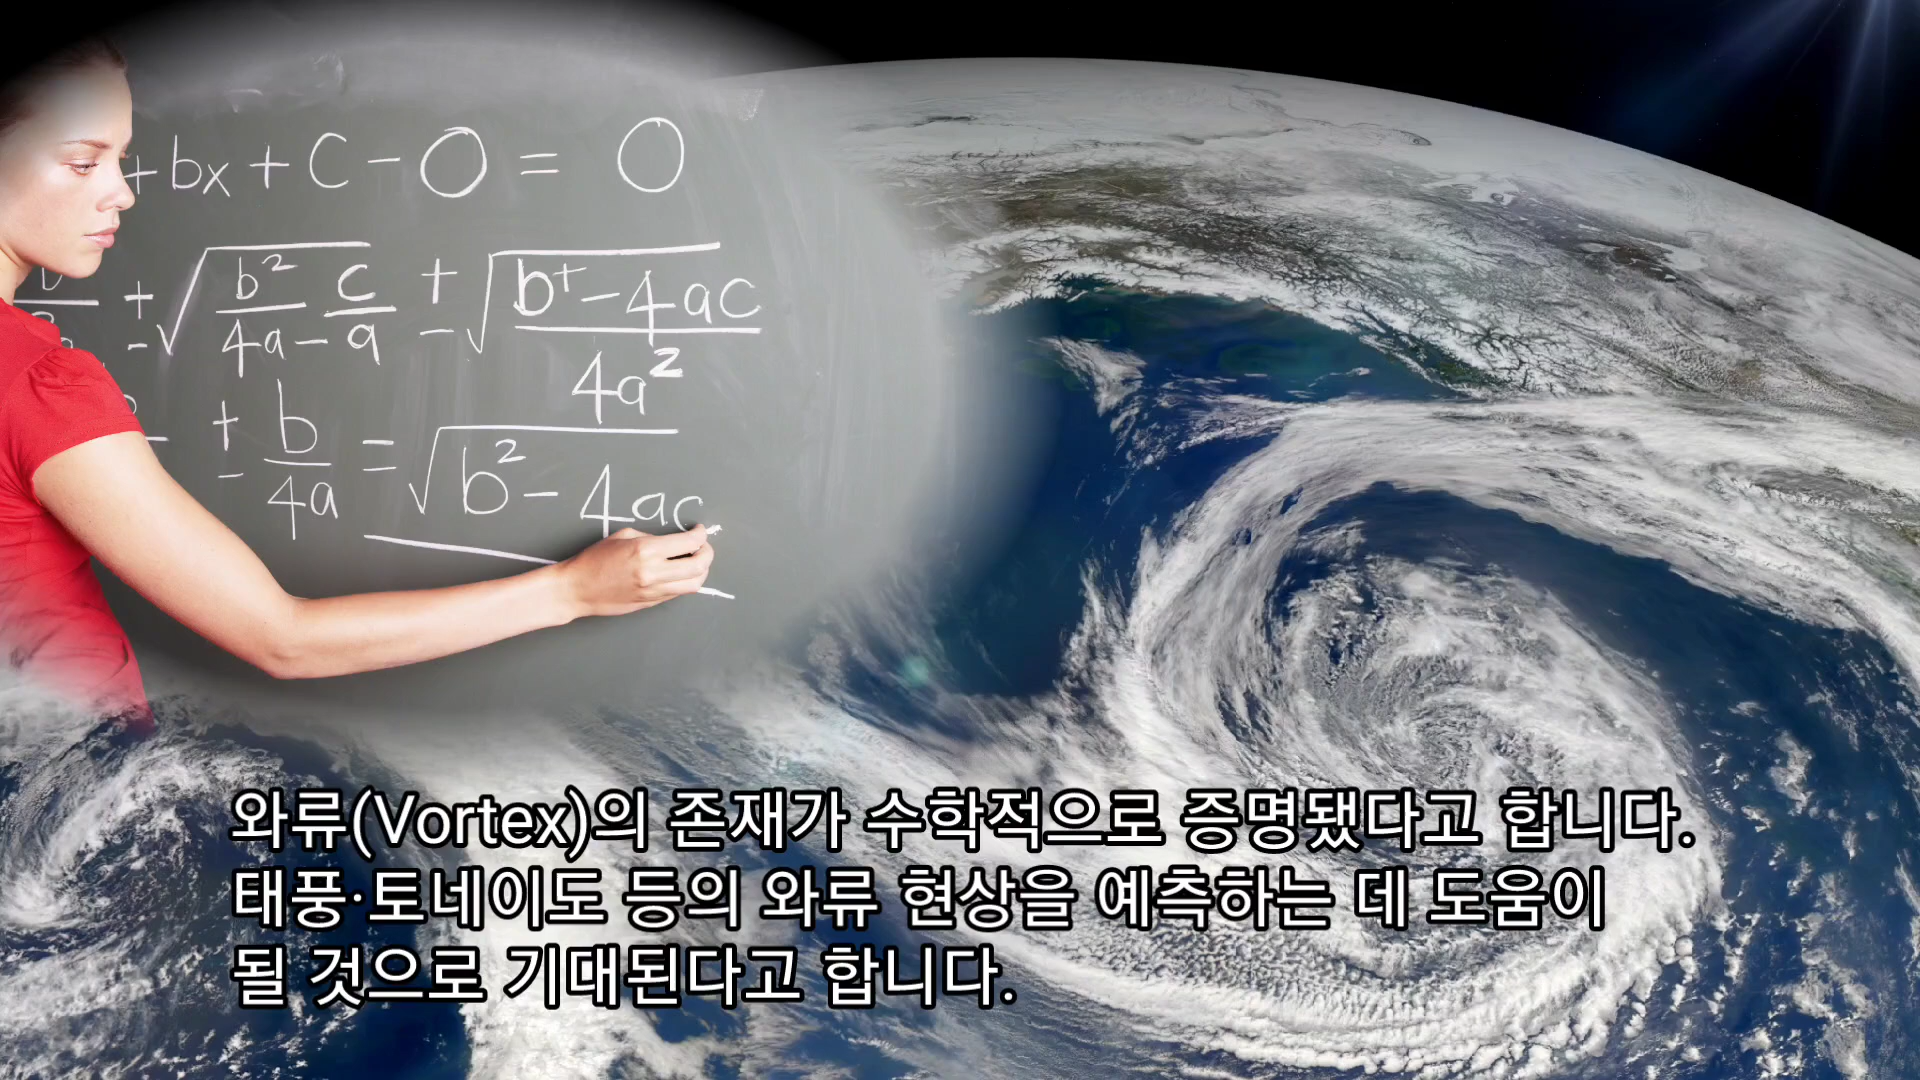 +bx + C - O = O
± √ b²/4a - c/a ± √ b+ - 4ac / 4a²
± b/4a = √ b² - 4ac
와류(Vortex)의 존재가 수학적으로 증명됐다고 합니다.
태풍·토네이도 등의 와류 현상을 예측하는 데 도움이
될 것으로 기대된다고 합니다.